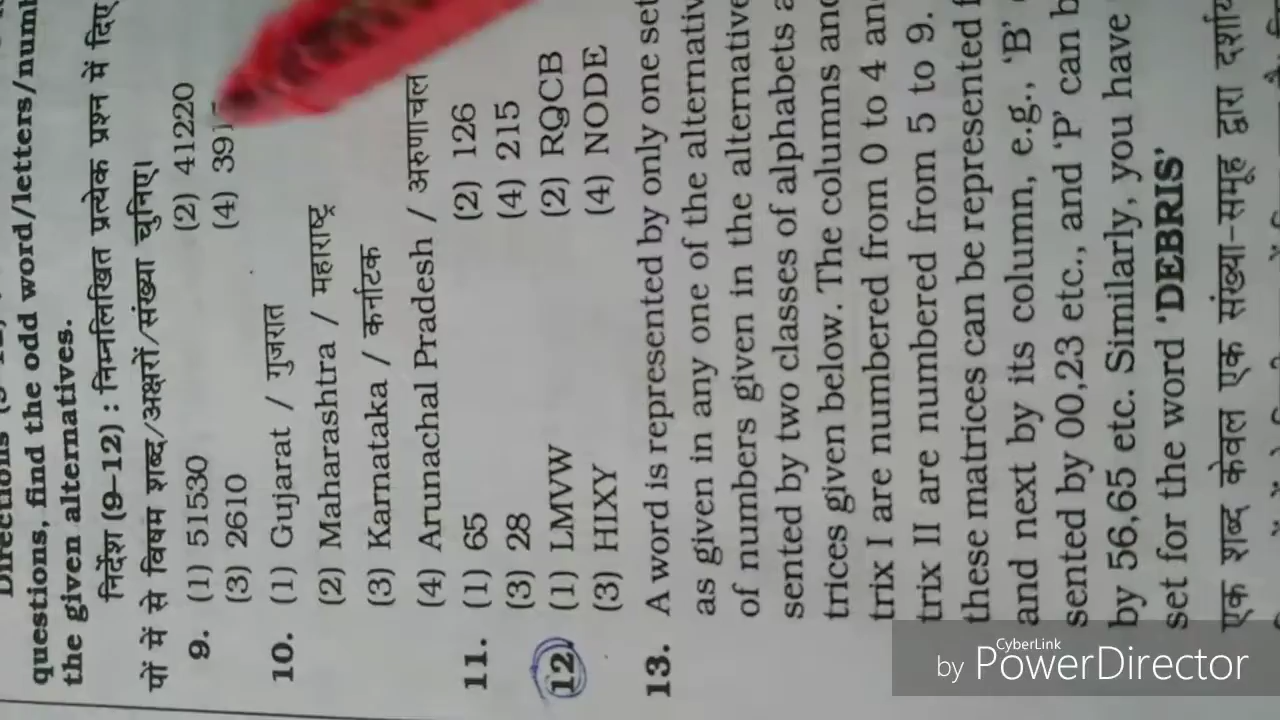 Directions
questions, find the odd word/letters/num
the given alternatives.
निर्देश (9–12) : निम्नलिखित प्रत्येक प्रश्न में दिए
पों में से विषम शब्द/अक्षरों/संख्या चुनिए।
9. (1) 51530 (2) 41220
(3) 2610 (4) 391
10. (1) Gujarat / गुजरात
(2) Maharashtra / महाराष्ट्र
(3) Karnataka / कर्नाटक
(4) Arunachal Pradesh / अरुणाचल
11. (1) 65 (2) 126
(3) 28 (4) 215
12. (1) LMVW (2) RQCB
(3) HIXY (4) NODE
13. A word is represented by only one set
as given in any one of the alternativ
of numbers given in the alternative
sented by two classes of alphabets a
trices given below. The columns and
trix I are numbered from 0 to 4 an
trix II are numbered from 5 to 9.
these matrices can be represented f
and next by its column, e.g., 'B'
sented by 00,23 etc., and 'P' can b
by 56,65 etc. Similarly, you have
set for the word 'DEBRIS'
एक शब्द केवल एक संख्या-समूह द्वारा दर्शाय
by CyberLink PowerDirector